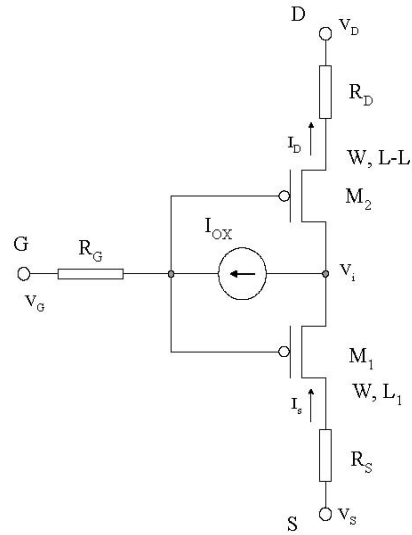 D
V_D
R_D
I_D
W, L-L
M_2
G
R_G
I_OX
V_G
V_i
M_1
W, L_1
I_s
R_S
S
V_S